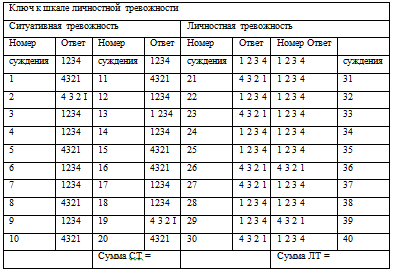 Ключ к шкале личностной тревожности
Ситуативная тревожность Личностная тревожность
Номер Ответ Номер Ответ Номер Ответ Номер Ответ
суждения 1234 суждения 1234 суждения 1 2 3 4 1 2 3 4 суждения
1 4321 11 4321 21 4 3 2 1 1 2 3 4 31
2 4 3 2 I 12 1234 22 1 2 3 4 1 2 3 4 32
3 1234 13 1 234 23 4 3 2 1 1 2 3 4 33
4 1234 14 1234 24 1 2 3 4 1 2 3 4 34
5 4321 15 4321 25 1 2 3 4 1 2 3 4 35
6 1234 16 4321 26 4 3 2 1 4 3 2 1 36
7 1234 17 1234 27 4 3 2 1 1 2 3 4 37
8 4321 18 1234 28 1 2 3 4 1 2 3 4 38
9 1234 19 4 3 2 I 29 1 2 3 4 4 3 2 1 39
10 4321 20 4321 30 4 3 2 1 1 2 3 4 40
Сумма СТ = Сумма ЛТ =